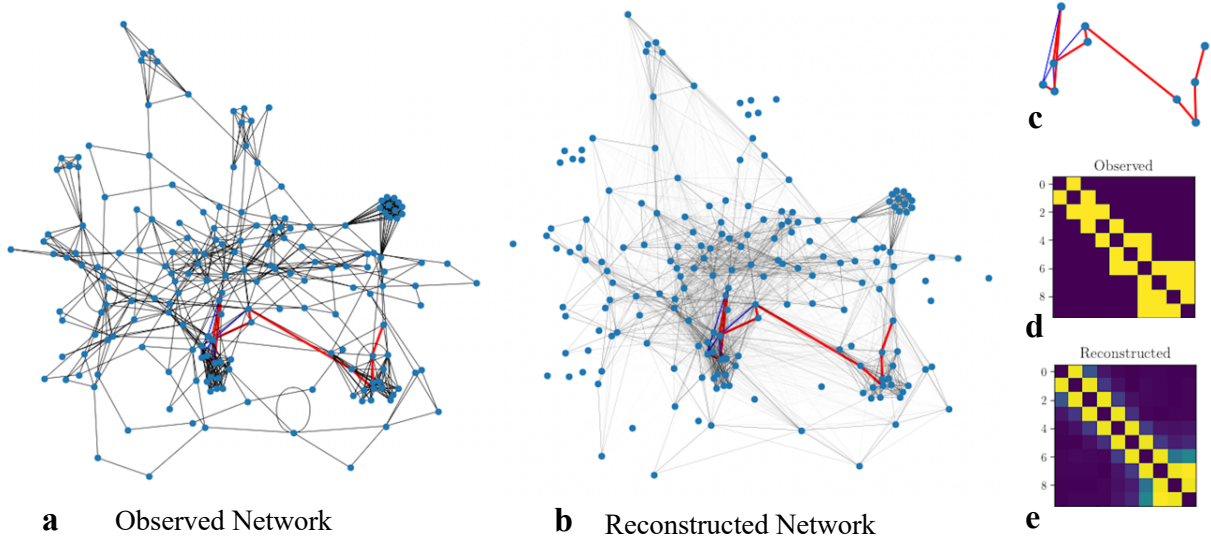 c
Observed
0
2
4
6
8
d
Reconstructed
0
2
4
6
8
a Observed Network b Reconstructed Network e